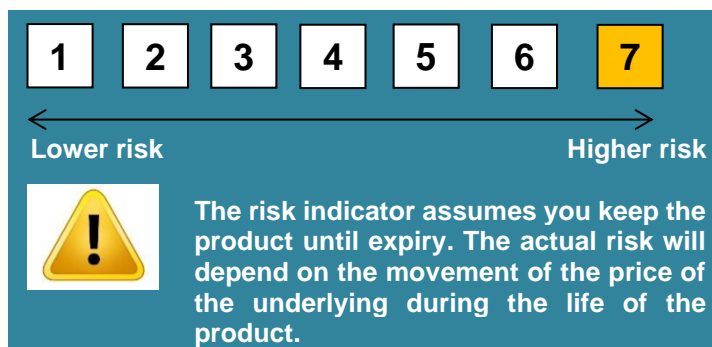 1 2 3 4 5 6 7
Lower risk Higher risk
The risk indicator assumes you keep the
product until expiry. The actual risk will
depend on the movement of the price of
the underlying during the life of the
product.